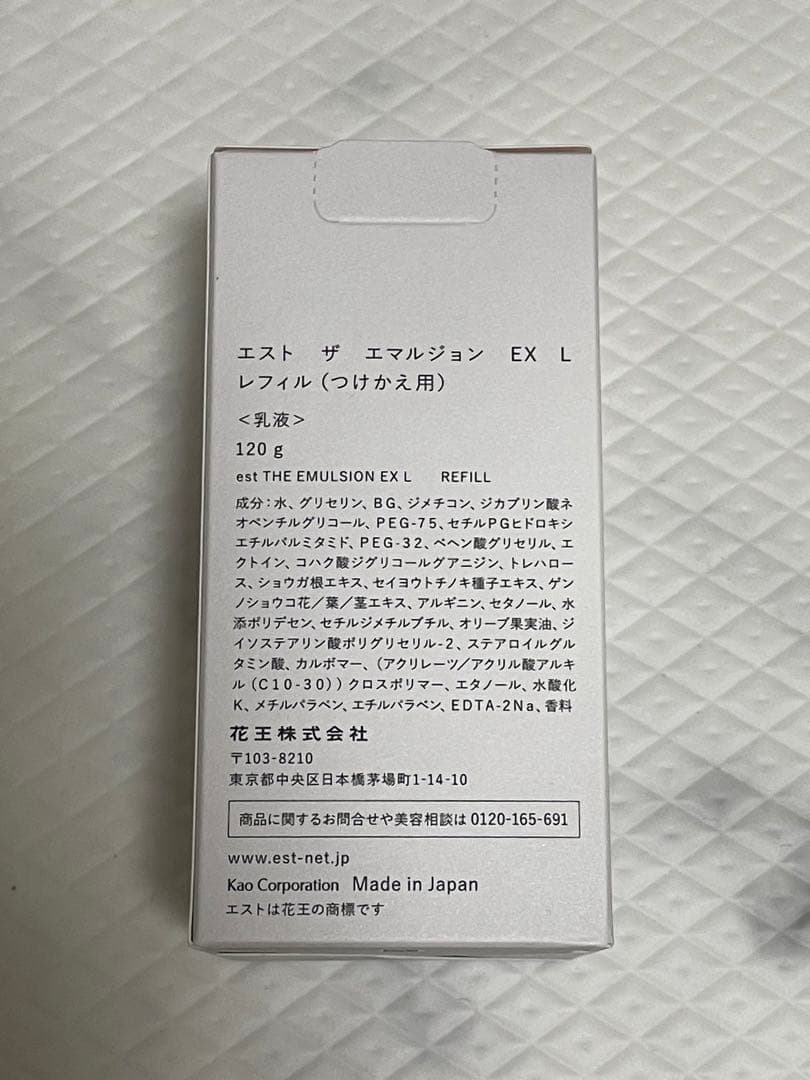 エスト ザ エマルジョン EX L
レフィル（つけかえ用）
＜乳液＞
120 g
est THE EMULSION EX L REFILL
成分：水、グリセリン、BG、ジメチコン、ジカプリン酸ネ
オペンチルグリコール、PEG-75、セチルPGヒドロキシ
エチルパルミタミド、PEG-32、ベヘン酸グリセリル、エ
クトイン、コハク酸ジグリコールグアニジン、トレハロー
ス、ショウガ根エキス、セイヨウトチノキ種子エキス、ゲン
ノショウコ花／葉／茎エキス、アルギニン、セタノール、水
添ポリデセン、セチルジメチルブチル、オリーブ果実油、ジ
イソステアリン酸ポリグリセリル-2、ステアロイルグル
タミン酸、カルボマー、（アクリレーツ／アクリル酸アルキ
ル（C10-30））クロスポリマー、エタノール、水酸化
K、メチルパラベン、エチルパラベン、EDTA-2Na、香料
花王株式会社
〒103-8210
東京都中央区日本橋茅場町1-14-10
商品に関するお問合せや美容相談は 0120-165-691
www.est-net.jp
Kao Corporation Made in Japan
エストは花王の商標です